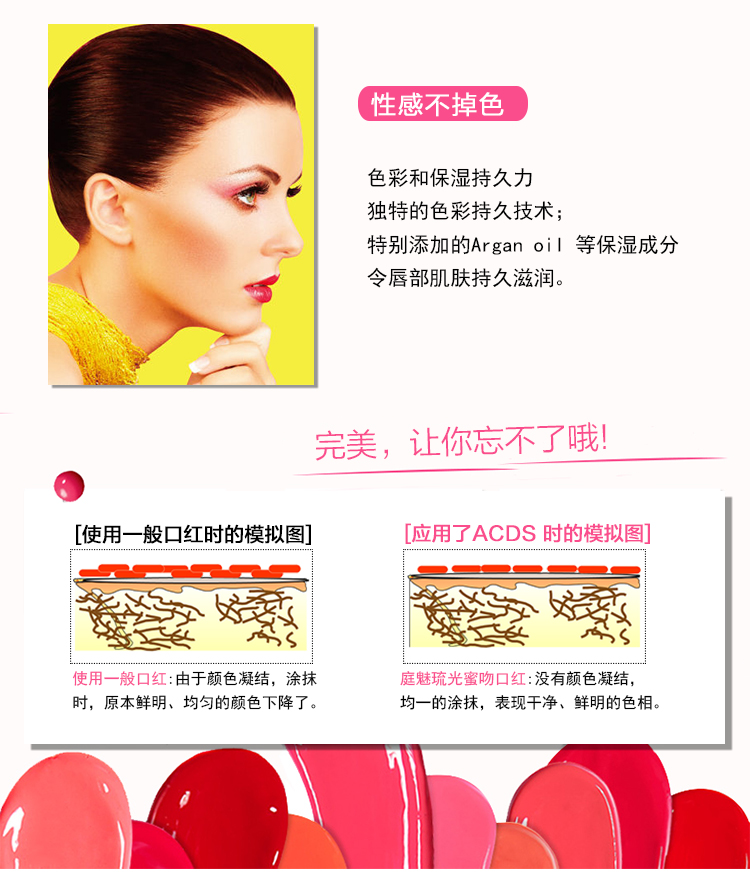 性感不掉色
色彩和保湿持久力
独特的色彩持久技术；
特别添加的Argan oil 等保湿成分
令唇部肌肤持久滋润。
完美，让你忘不了哦!
[使用一般口红时的模拟图]
使用一般口红:由于颜色凝结，涂抹
时，原本鲜明、均匀的颜色下降了。
[应用了ACDS 时的模拟图]
庭魅琉光蜜吻口红:没有颜色凝结，
均一的涂抹，表现干净、鲜明的色相。